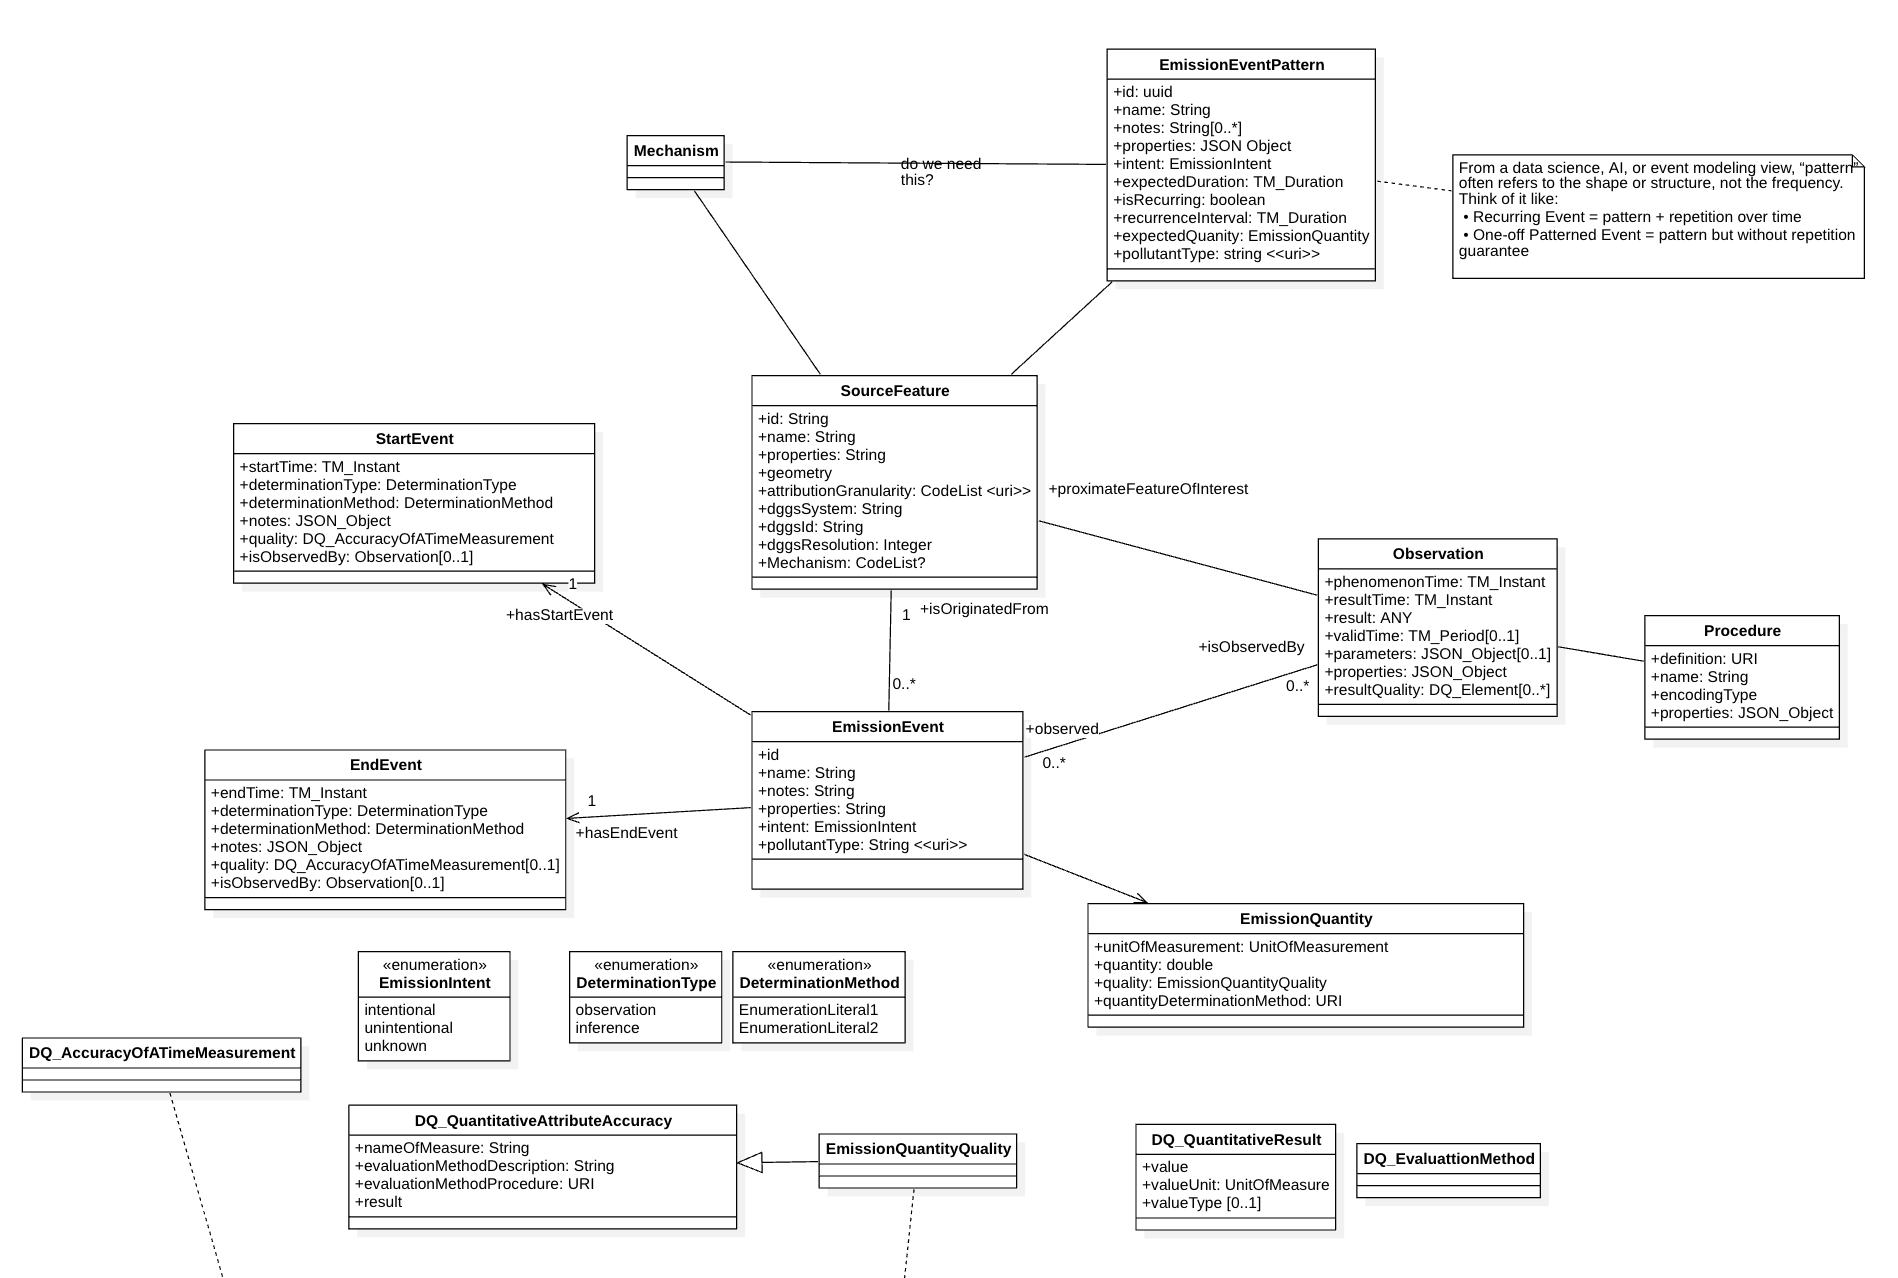 EmissionEventPattern
+id: uuid
+name: String
+notes: String[0..*]
+properties: JSON Object
+intent: EmissionIntent
+expectedDuration: TM_Duration
+isRecurring: boolean
+recurrenceInterval: TM_Duration
+expectedQuanity: EmissionQuantity
+pollutantType: string <<uri>>
Mechanism
do we need
this?
From a data science, AI, or event modeling view, “pattern”
often refers to the shape or structure, not the frequency.
Think of it like:
• Recurring Event = pattern + repetition over time
• One-off Patterned Event = pattern but without repetition
guarantee
SourceFeature
+id: String
+name: String
+properties: String
+geometry
+attributionGranularity: CodeList <uri>>
+dggsSystem: String
+dggsId: String
+dggsResolution: Integer
+Mechanism: CodeList?
StartEvent
+startTime: TM_Instant
+determinationType: DeterminationType
+determinationMethod: DeterminationMethod
+notes: JSON_Object
+quality: DQ_AccuracyOfATimeMeasurement
+isObservedBy: Observation[0..1]
+proximateFeatureOfInterest
Observation
+phenomenonTime: TM_Instant
+resultTime: TM_Instant
+result: ANY
+validTime: TM_Period[0..1]
+parameters: JSON_Object[0..1]
+properties: JSON_Object
+resultQuality: DQ_Element[0..*]
Procedure
+definition: URI
+name: String
+encodingType
+properties: JSON_Object
1
+hasStartEvent
1
+isOriginatedFrom
0..*
+isObservedBy
0..*
+observed
0..*
EmissionEvent
+id
+name: String
+notes: String
+properties: String
+intent: EmissionIntent
+pollutantType: String <<uri>>
EndEvent
+endTime: TM_Instant
+determinationType: DeterminationType
+determinationMethod: DeterminationMethod
+notes: JSON_Object
+quality: DQ_AccuracyOfATimeMeasurement[0..1]
+isObservedBy: Observation[0..1]
1
+hasEndEvent
EmissionQuantity
+unitOfMeasurement: UnitOfMeasurement
+quantity: double
+quality: EmissionQuantityQuality
+quantityDeterminationMethod: URI
«enumeration»
EmissionIntent
intentional
unintentional
unknown
«enumeration»
DeterminationType
observation
inference
«enumeration»
DeterminationMethod
EnumerationLiteral1
EnumerationLiteral2
DQ_AccuracyOfATimeMeasurement
DQ_QuantitativeAttributeAccuracy
+nameOfMeasure: String
+evaluationMethodDescription: String
+evaluationMethodProcedure: URI
+result
EmissionQuantityQuality
DQ_QuantitativeResult
+value
+valueUnit: UnitOfMeasure
+valueType [0..1]
DQ_EvaluattionMethod